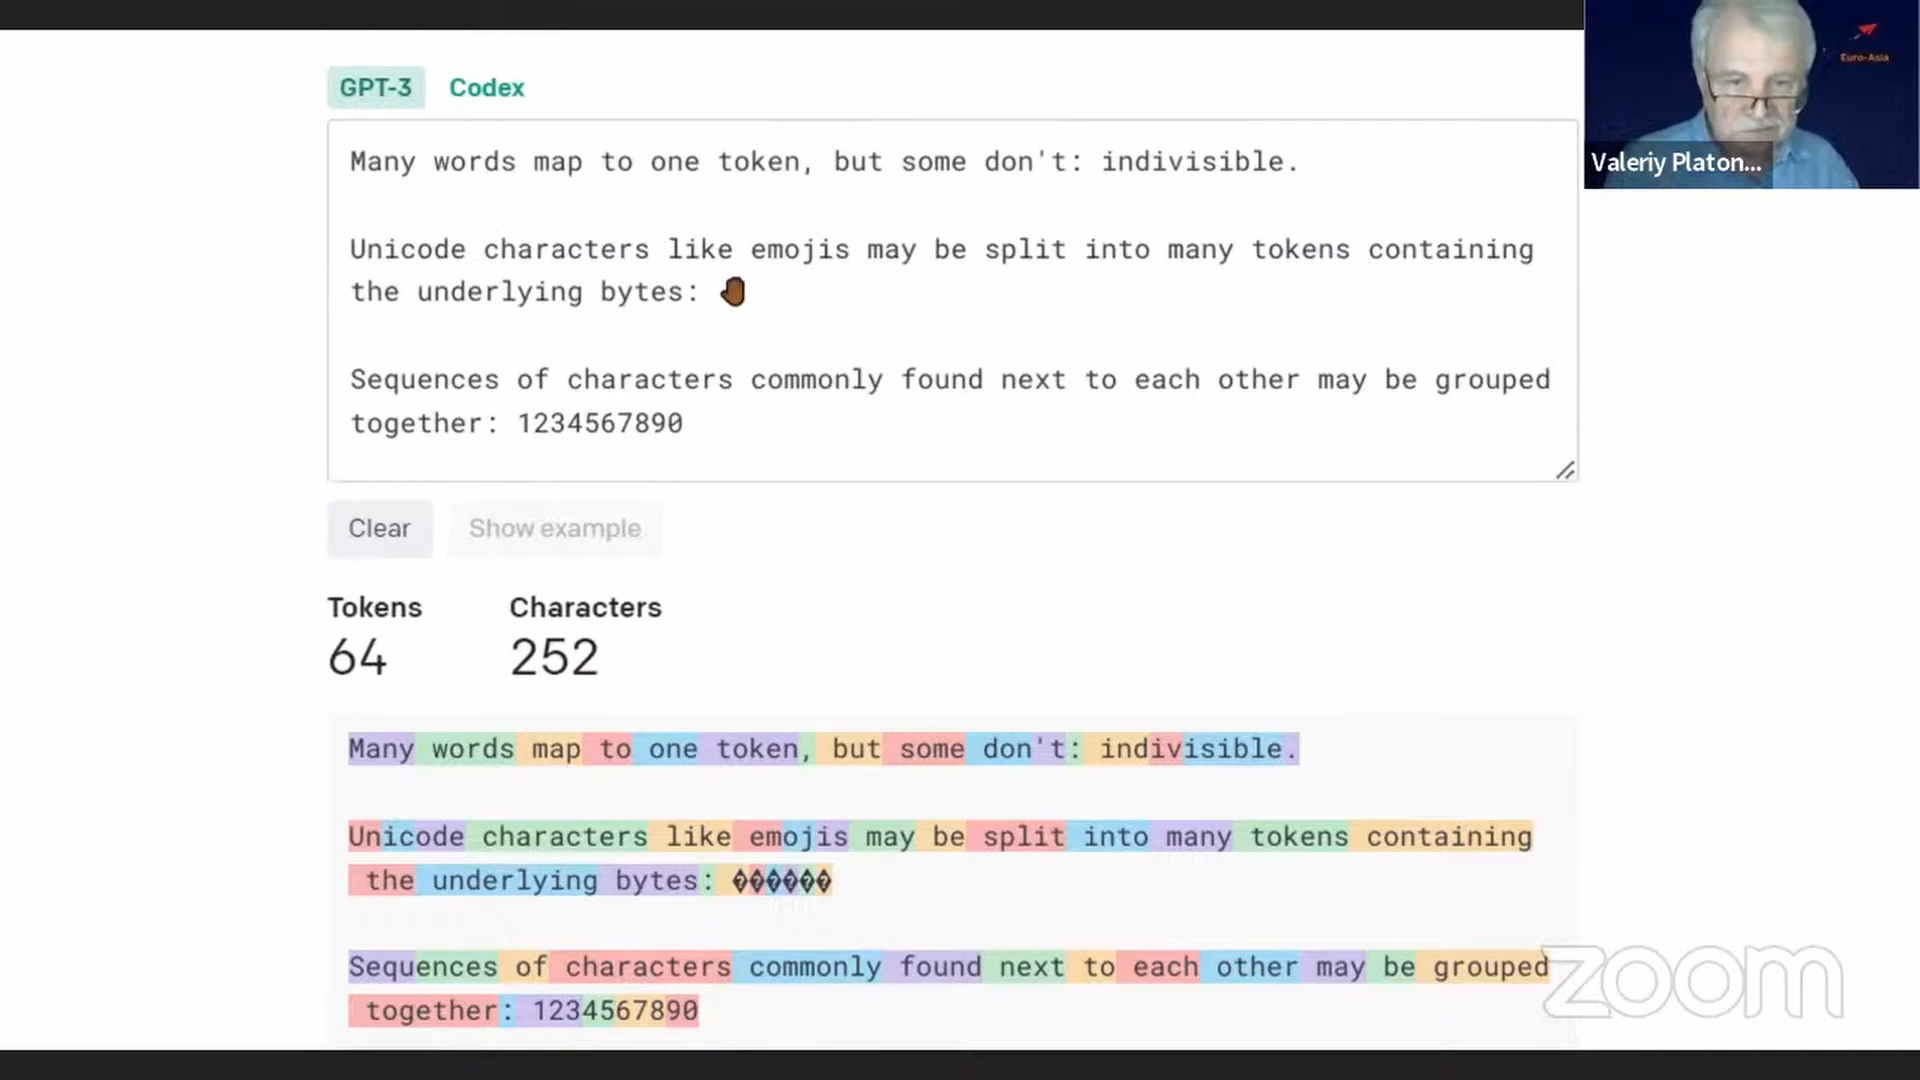 GPT-3 Codex
Euro-Asia
Many words map to one token, but some don't: indivisible.
Valeriy Platon...
Unicode characters like emojis may be split into many tokens containing
the underlying bytes: 🤚🏾
Sequences of characters commonly found next to each other may be grouped
together: 1234567890
Clear Show example
Tokens Characters
64 252
Many words map to one token, but some don't: indivisible.
Unicode characters like emojis may be split into many tokens containing
the underlying bytes: ������
Sequences of characters commonly found next to each other may be grouped
together: 1234567890
zoom